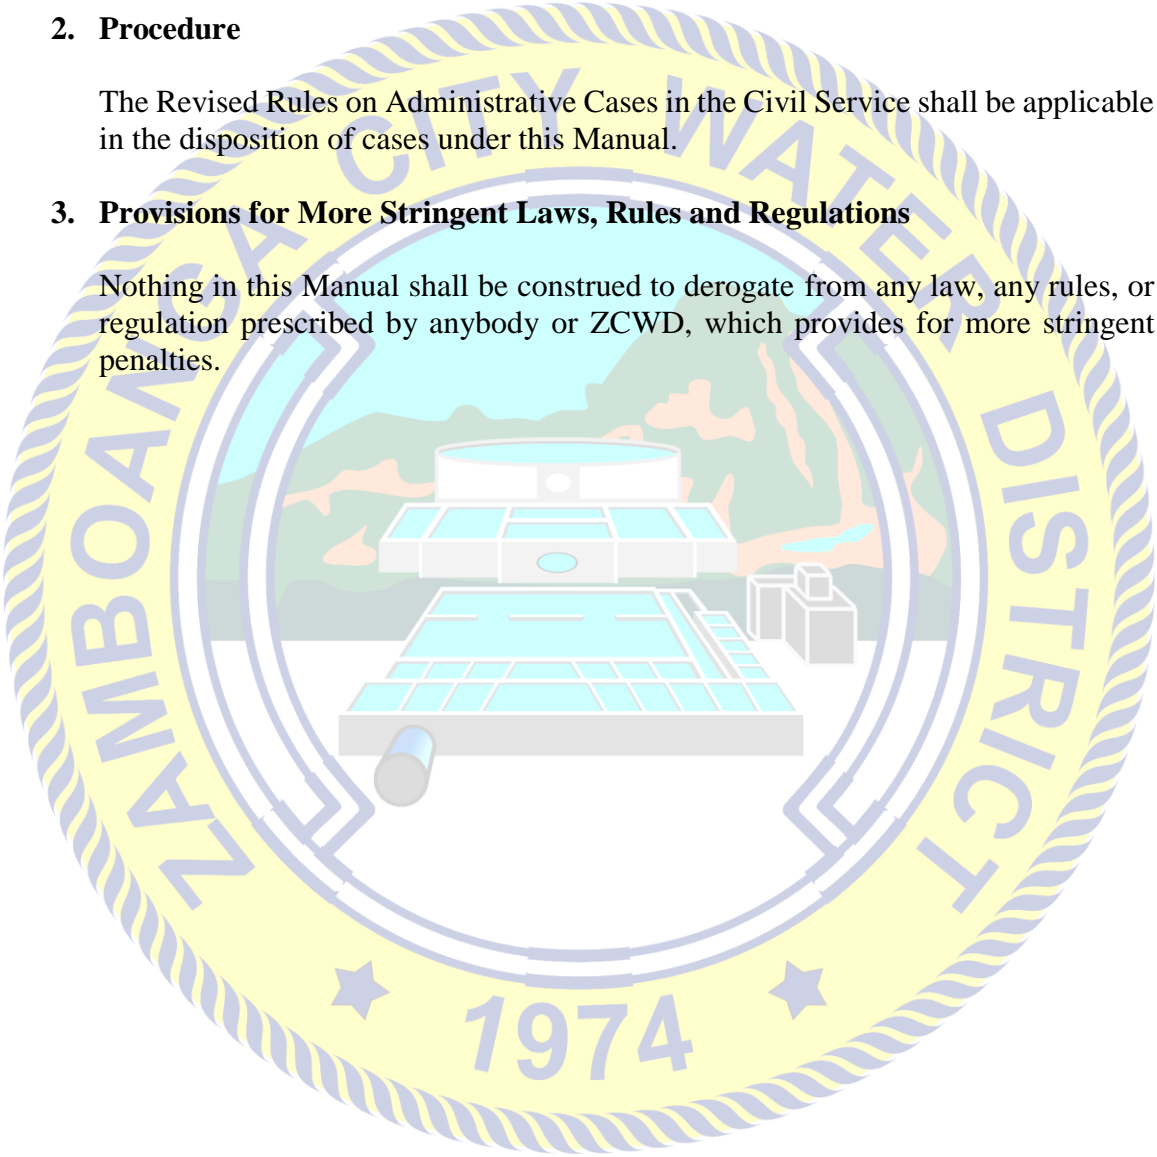 2. Procedure
The Revised Rules on Administrative Cases in the Civil Service shall be applicable
in the disposition of cases under this Manual.
3. Provisions for More Stringent Laws, Rules and Regulations
Nothing in this Manual shall be construed to derogate from any law, any rules, or
regulation prescribed by anybody or ZCWD, which provides for more stringent
penalties.
ZAMBOANGA CITY WATER DISTRICT
1974